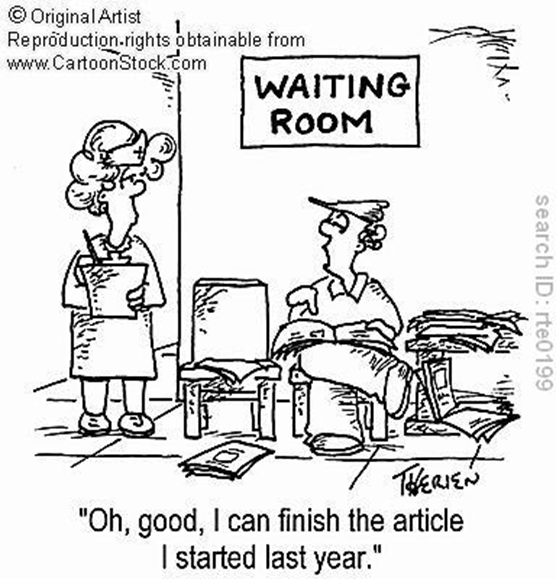 © Original Artist
Reproduction rights obtainable from
www.CartoonStock.com
WAITING
ROOM
search ID: rte0199
THERIEN
"Oh, good, I can finish the article
I started last year."